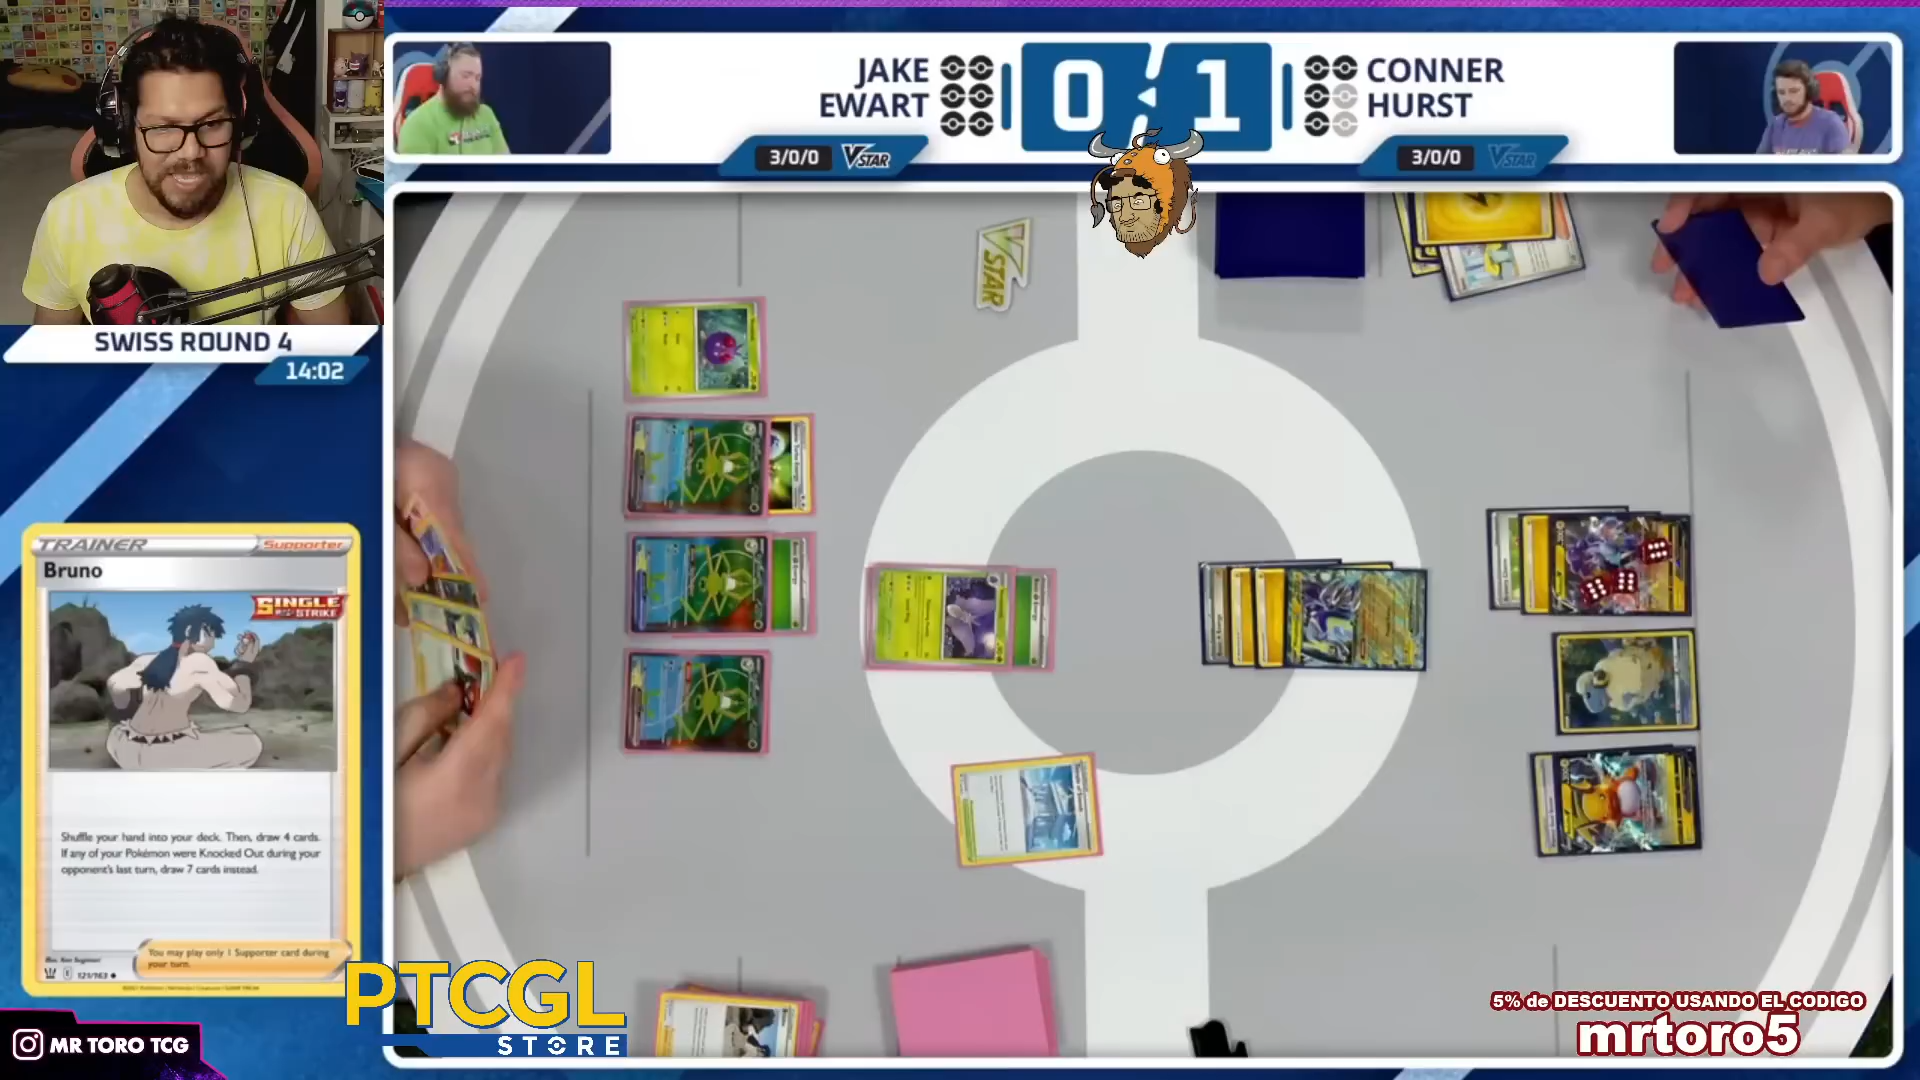 JAKE
EWART
0
1
CONNER
HURST
3/0/0
VSTAR
3/0/0
VSTAR
SWISS ROUND 4
14:02
VSTAR
TRAINER
Supporter
Bruno
SINGLE
STRIKE
Shuffle your hand into your deck. Then, draw 4 cards.
If any of your Pokémon were Knocked Out during your
opponent's last turn, draw 7 cards instead.
You may play only 1 Supporter card during
your turn.
121/163
PTCGL
STORE
MR TORO TCG
5% de DESCUENTO USANDO EL CODIGO
mrtoro5